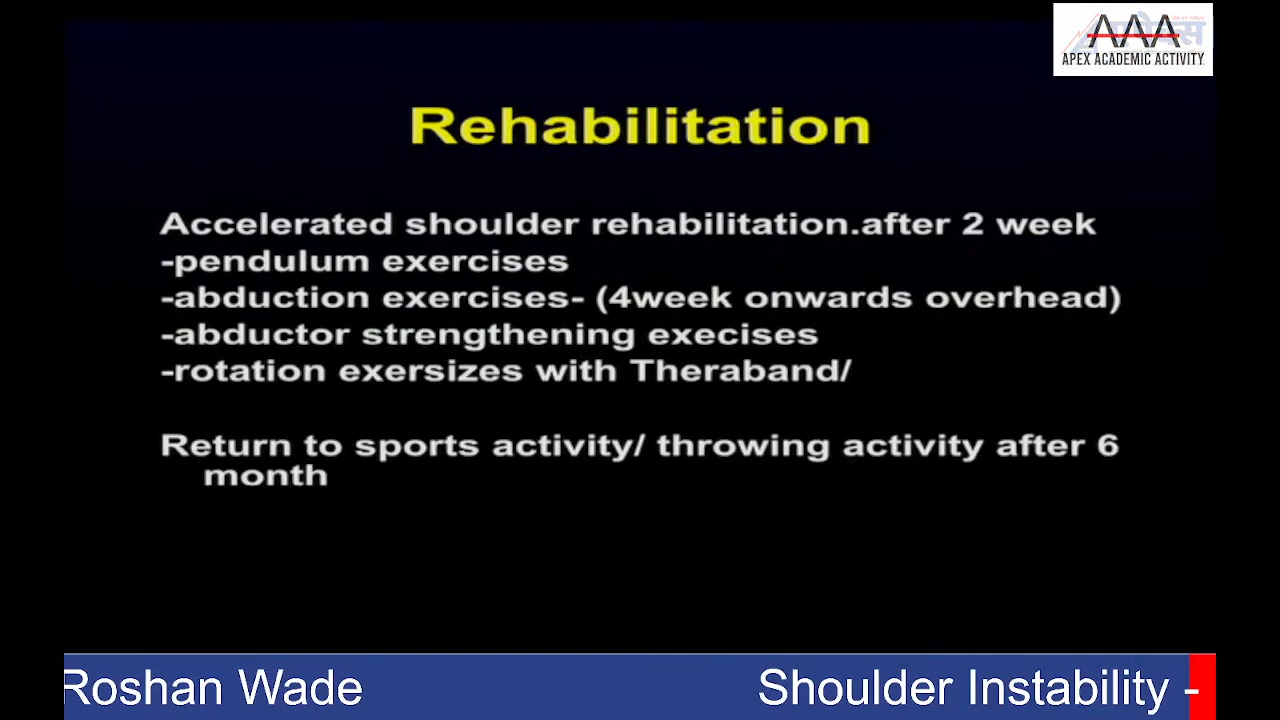 AAA
APEX ACADEMIC ACTIVITY
Rehabilitation
Accelerated shoulder rehabilitation.after 2 week
-pendulum exercises
-abduction exercises- (4week onwards overhead)
-abductor strengthening execises
-rotation exersizes with Theraband/
Return to sports activity/ throwing activity after 6
month
Roshan Wade
Shoulder Instability -